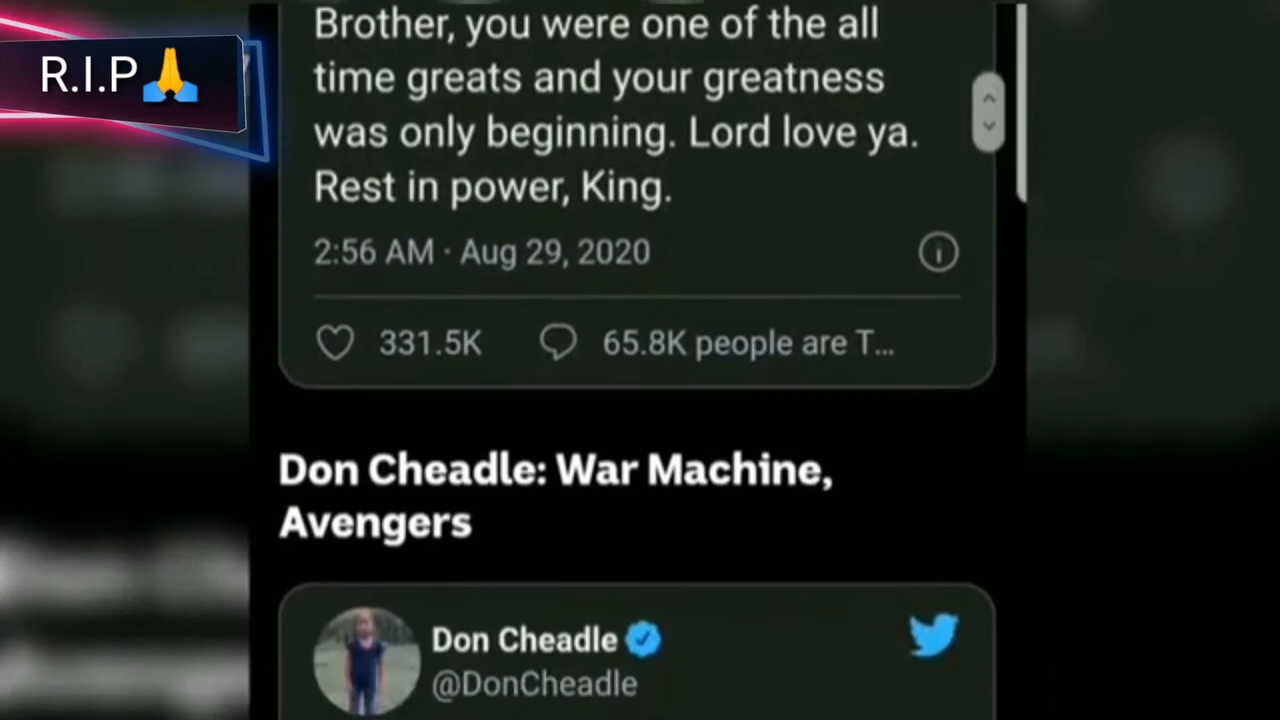 R.I.P🙏
Brother, you were one of the all
time greats and your greatness
was only beginning. Lord love ya.
Rest in power, King.
2:56 AM · Aug 29, 2020
331.5K 65.8K people are T...
Don Cheadle: War Machine,
Avengers
Don Cheadle
@DonCheadle